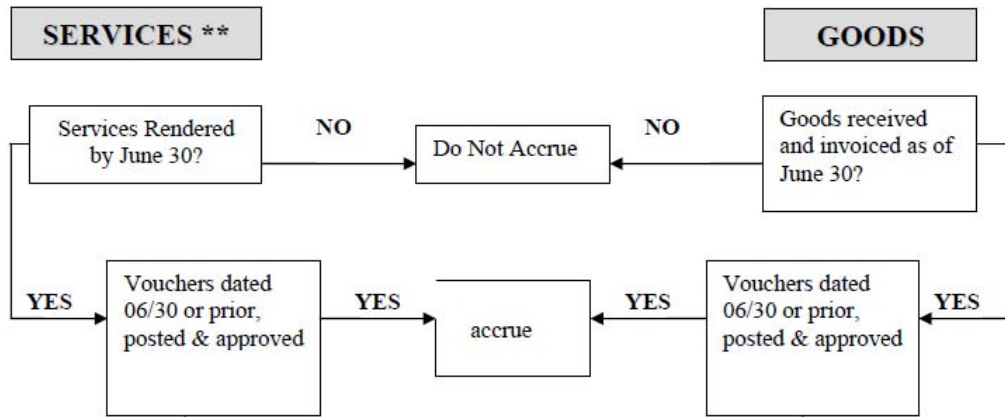 SERVICES **
GOODS
Services Rendered
by June 30?
NO
Do Not Accrue
NO
Goods received
and invoiced as of
June 30?
YES
Vouchers dated
06/30 or prior,
posted & approved
YES
accrue
YES
Vouchers dated
06/30 or prior,
posted & approved
YES